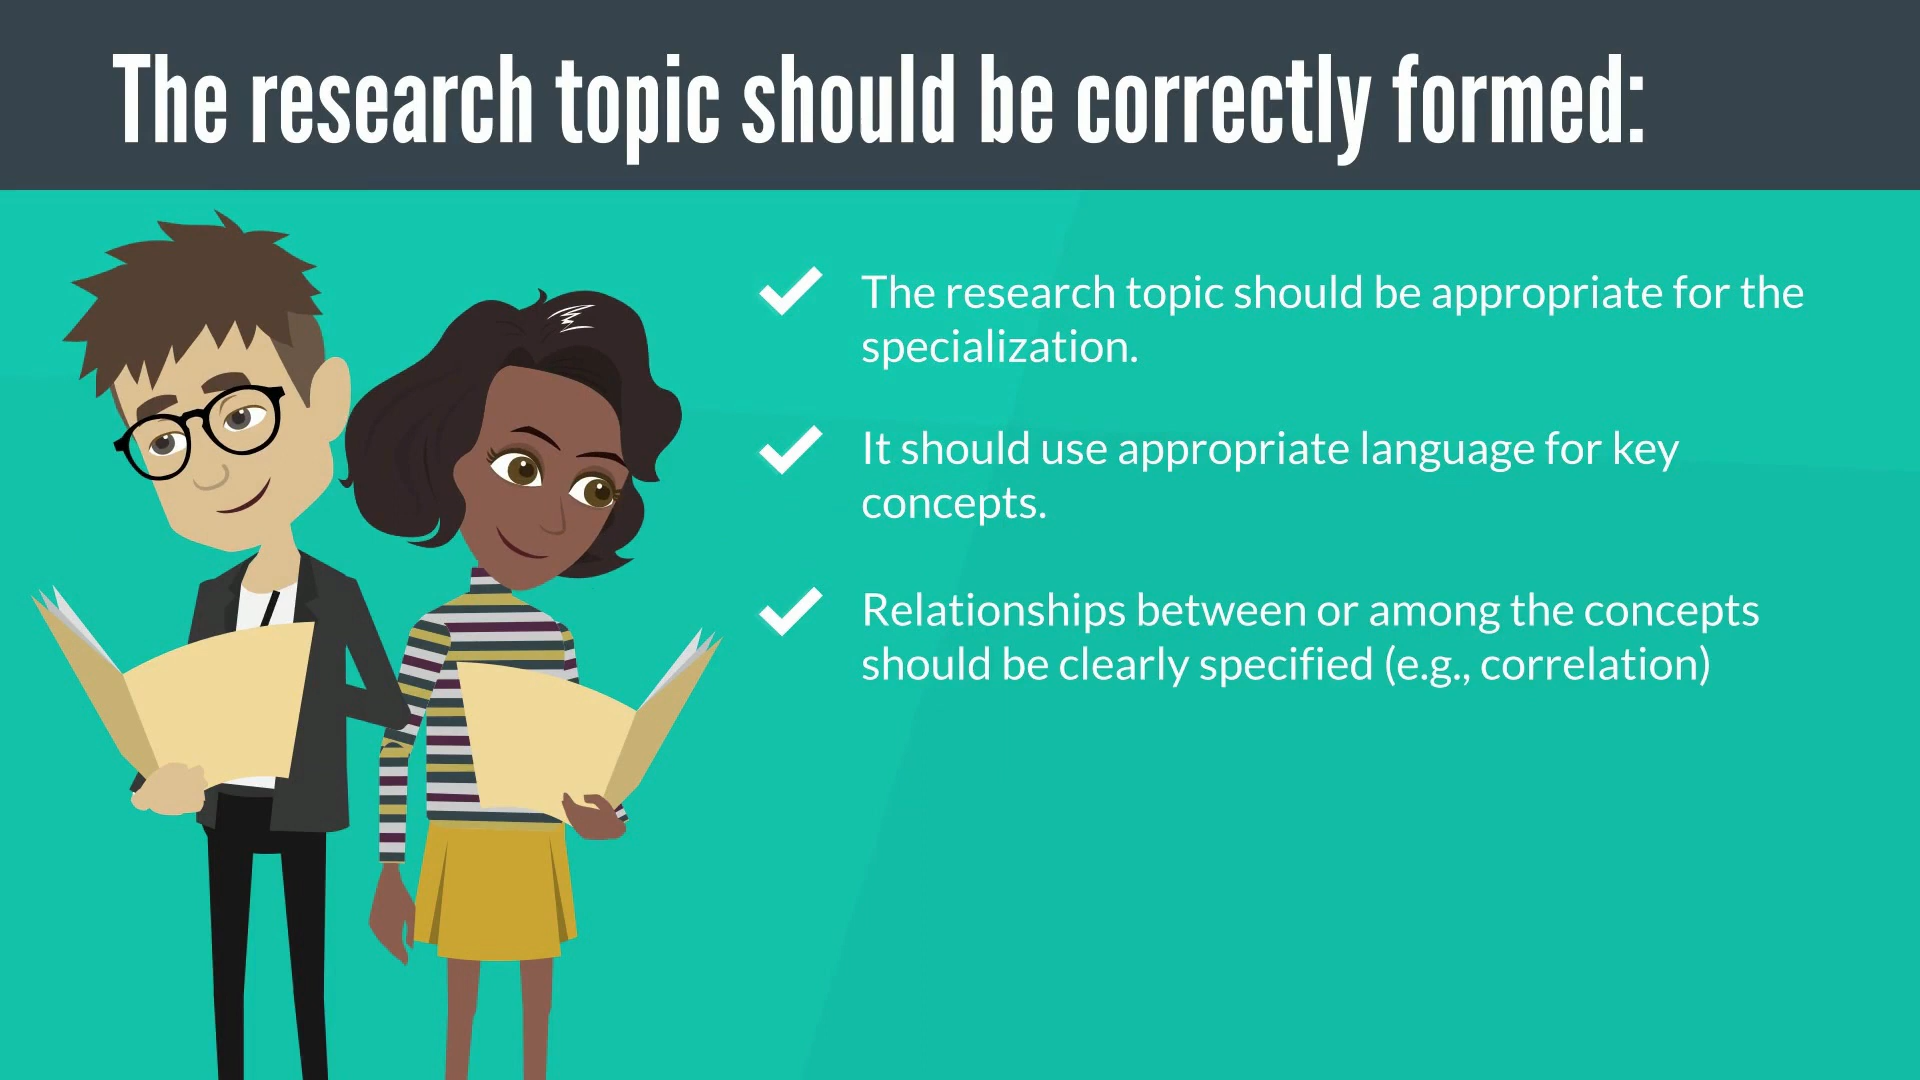 The research topic should be correctly formed:
The research topic should be appropriate for the
specialization.
It should use appropriate language for key
concepts.
Relationships between or among the concepts
should be clearly specified (e.g., correlation)